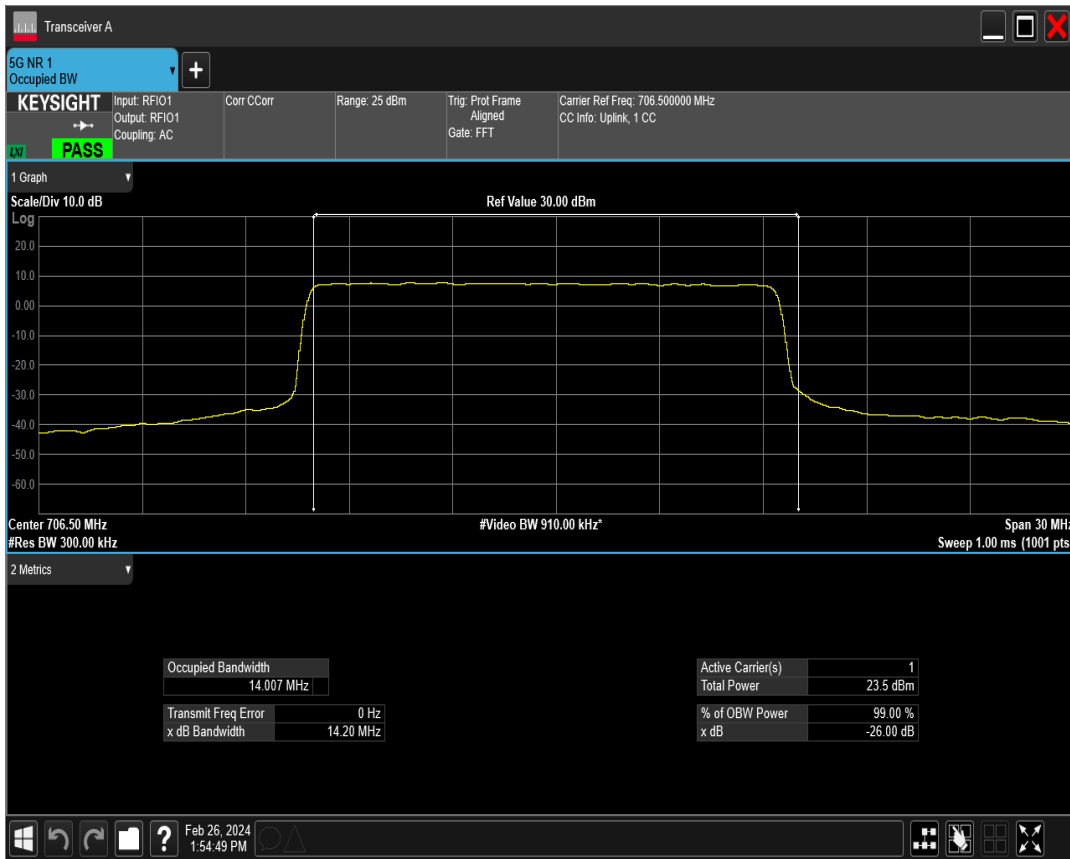 Transceiver A
5G NR 1
Occupied BW
KEYSIGHT
LXI
PASS
Input: RFIO1
Output: RFIO1
Coupling: AC
Corr CCorr
Range: 25 dBm
Trig: Prot Frame
Aligned
Gate: FFT
Carrier Ref Freq: 706.500000 MHz
CC Info: Uplink, 1 CC
1 Graph
Scale/Div 10.0 dB
Ref Value 30.00 dBm
Log
20.0
10.0
0.00
-10.0
-20.0
-30.0
-40.0
-50.0
-60.0
Center 706.50 MHz
#Video BW 910.00 kHz*
Span 30 MHz
#Res BW 300.00 kHz
Sweep 1.00 ms (1001 pts
2 Metrics
Occupied Bandwidth
14.007 MHz
Transmit Freq Error 0 Hz
x dB Bandwidth 14.20 MHz
Active Carrier(s) 1
Total Power 23.5 dBm
% of OBW Power 99.00 %
x dB -26.00 dB
?
Feb 26, 2024
1:54:49 PM